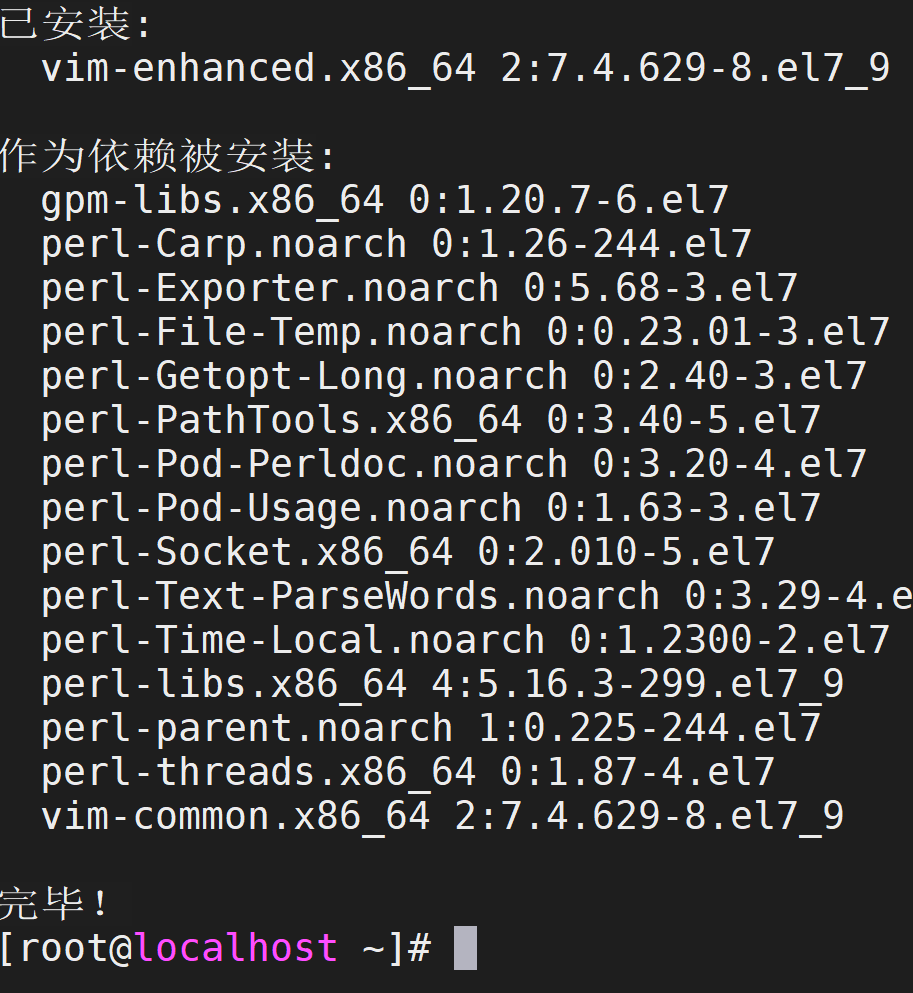 已安装:
vim-enhanced.x86_64 2:7.4.629-8.el7_9
作为依赖被安装:
gpm-libs.x86_64 0:1.20.7-6.el7
perl-Carp.noarch 0:1.26-244.el7
perl-Exporter.noarch 0:5.68-3.el7
perl-File-Temp.noarch 0:0.23.01-3.el7
perl-Getopt-Long.noarch 0:2.40-3.el7
perl-PathTools.x86_64 0:3.40-5.el7
perl-Pod-Perldoc.noarch 0:3.20-4.el7
perl-Pod-Usage.noarch 0:1.63-3.el7
perl-Socket.x86_64 0:2.010-5.el7
perl-Text-ParseWords.noarch 0:3.29-4.e
perl-Time-Local.noarch 0:1.2300-2.el7
perl-libs.x86_64 4:5.16.3-299.el7_9
perl-parent.noarch 1:0.225-244.el7
perl-threads.x86_64 0:1.87-4.el7
vim-common.x86_64 2:7.4.629-8.el7_9
完毕！
[root@localhost ~]#